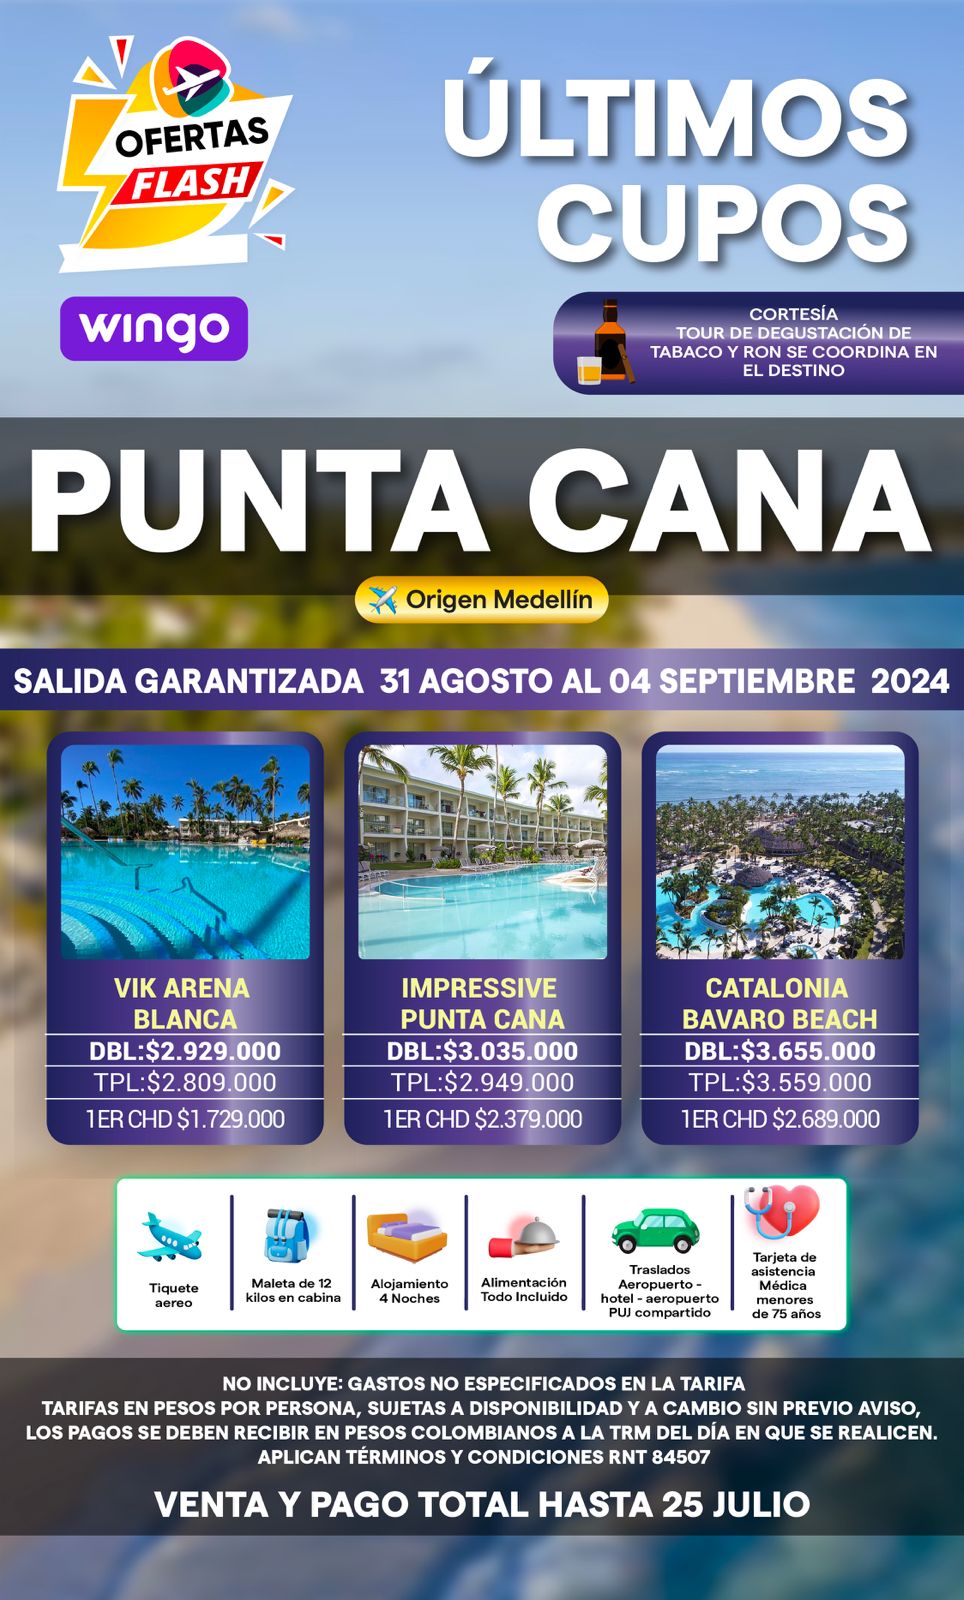 OFERTAS
FLASH
ÚLTIMOS
CUPOS
wingo
CORTESÍA
TOUR DE DEGUSTACIÓN DE
TABACO Y RON SE COORDINA EN
EL DESTINO
PUNTA CANA
Origen Medellín
SALIDA GARANTIZADA 31 AGOSTO AL 04 SEPTIEMBRE 2024
VIK ARENA
BLANCA
DBL:$2.929.000
TPL:$2.809.000
1ER CHD $1.729.000
IMPRESSIVE
PUNTA CANA
DBL:$3.035.000
TPL:$2.949.000
1ER CHD $2.379.000
CATALONIA
BAVARO BEACH
DBL:$3.655.000
TPL:$3.559.000
1ER CHD $2.689.000
Tiquete
aereo
Maleta de 12
kilos en cabina
Alojamiento
4 Noches
Alimentación
Todo Incluido
Traslados
Aeropuerto -
hotel - aeropuerto
PUJ compartido
Tarjeta de
asistencia
Médica
menores
de 75 años
NO INCLUYE: GASTOS NO ESPECIFICADOS EN LA TARIFA
TARIFAS EN PESOS POR PERSONA, SUJETAS A DISPONIBILIDAD Y A CAMBIO SIN PREVIO AVISO,
LOS PAGOS SE DEBEN RECIBIR EN PESOS COLOMBIANOS A LA TRM DEL DÍA EN QUE SE REALICEN.
APLICAN TÉRMINOS Y CONDICIONES RNT 84507
VENTA Y PAGO TOTAL HASTA 25 JULIO